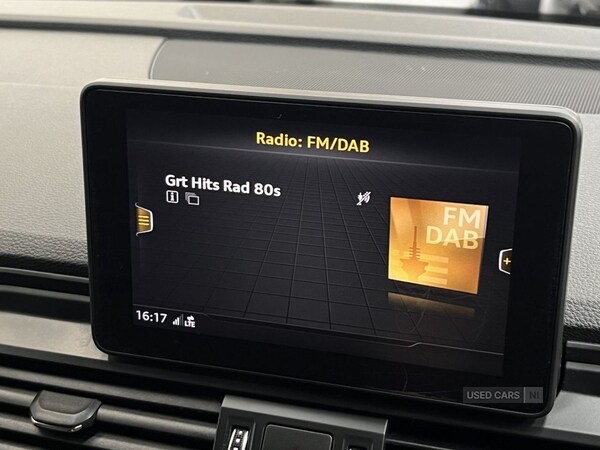 Radio: FM/DAB
Grt Hits Rad 80s
FM
DAB
16:17 LTE
USED CARS NI